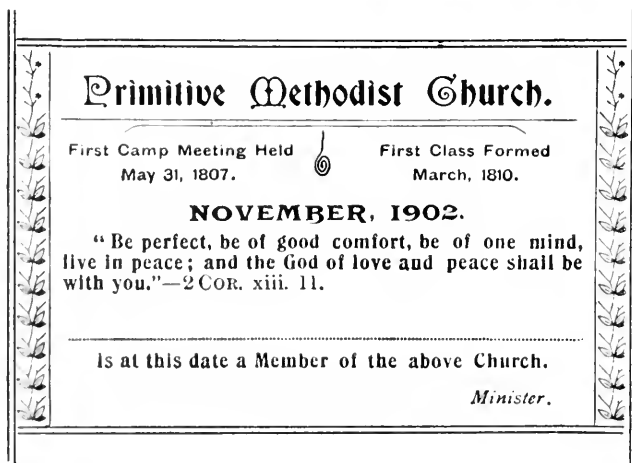 Primitive Methodist Church.
First Camp Meeting Held
May 31, 1807.
First Class Formed
March, 1810.
NOVEMBER, 1902.
"Be perfect, be of good comfort, be of one mind,
live in peace; and the God of love and peace shall be
with you."—2 COR. xiii. 11.
Is at this date a Member of the above Church.
Minister.